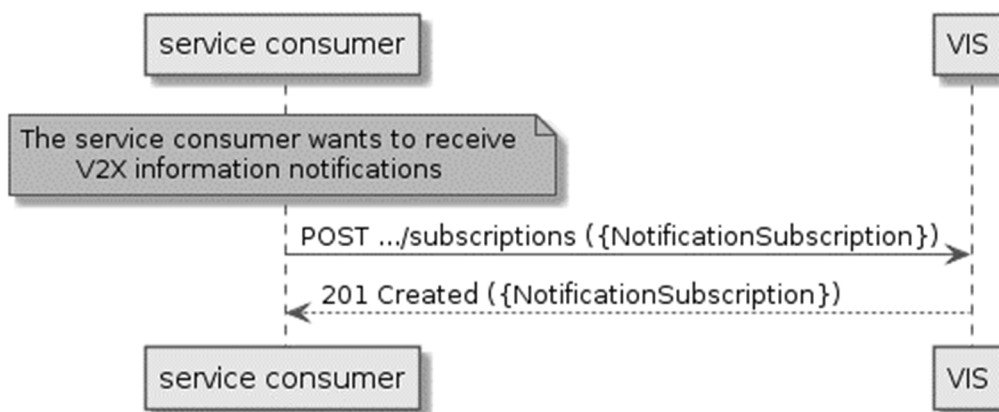 service consumer
VIS
The service consumer wants to receive
V2X information notifications
POST .../subscriptions ({NotificationSubscription})
201 Created ({NotificationSubscription})
service consumer
VIS